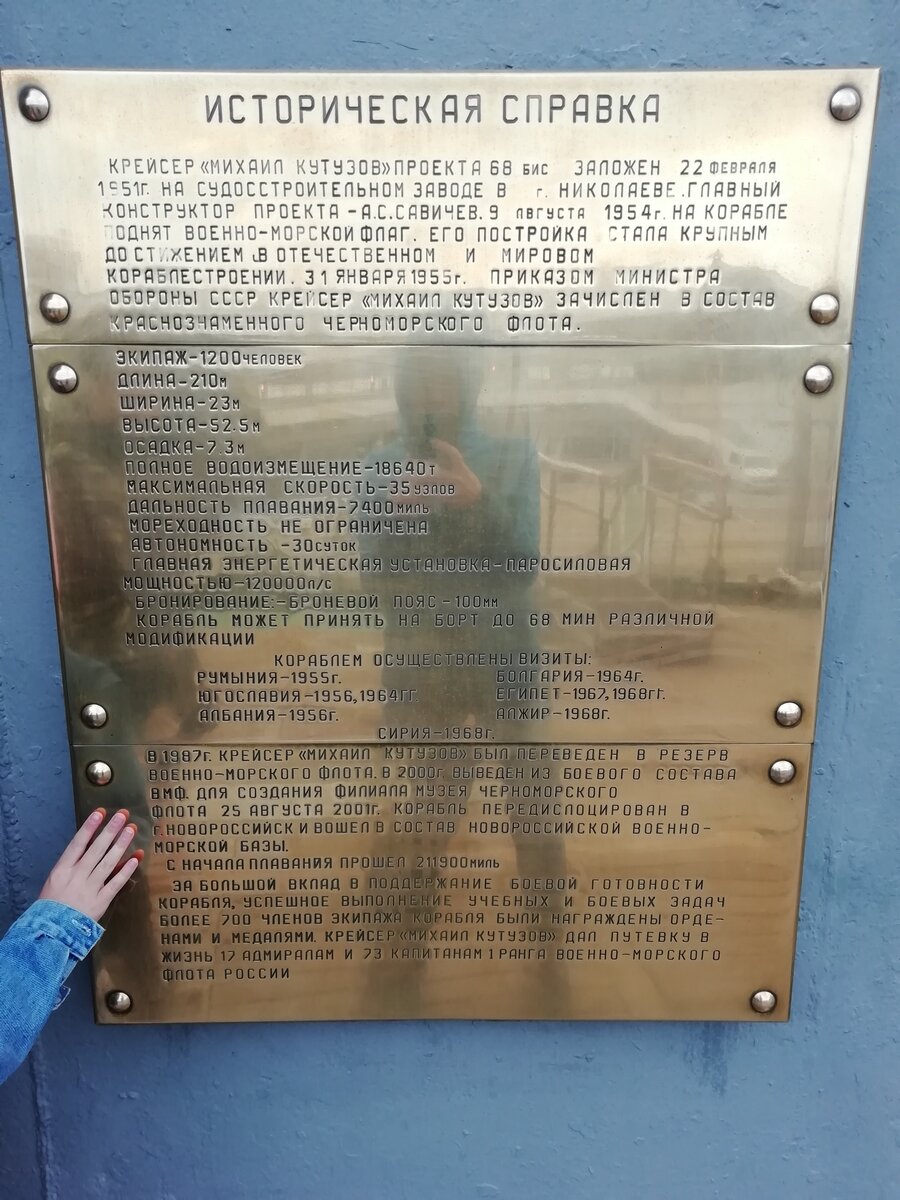 ИСТОРИЧЕСКАЯ СПРАВКА
КРЕЙСЕР «МИХАИЛ КУТУЗОВ» ПРОЕКТА 68 БИС ЗАЛОЖЕН 22 ФЕВРАЛЯ
1951г. НА СУДОССТРОИТЕЛЬНОМ ЗАВОДЕ В г. НИКОЛАЕВЕ. ГЛАВНЫЙ
КОНСТРУКТОР ПРОЕКТА – А.С.САВИЧЕВ. 9 АВГУСТА 1954г. НА КОРАБЛЕ
ПОДНЯТ ВОЕННО-МОРСКОЙ ФЛАГ. ЕГО ПОСТРОЙКА СТАЛА КРУПНЫМ
ДОСТИЖЕНИЕМ В ОТЕЧЕСТВЕННОМ И МИРОВОМ
КОРАБЛЕСТРОЕНИИ. 31 ЯНВАРЯ 1955г. ПРИКАЗОМ МИНИСТРА
ОБОРОНЫ СССР КРЕЙСЕР «МИХАИЛ КУТУЗОВ» ЗАЧИСЛЕН В СОСТАВ
КРАСНОЗНАМЕННОГО ЧЕРНОМОРСКОГО ФЛОТА.
ЭКИПАЖ-1200ЧЕЛОВЕК
ДЛИНА-210м
ШИРИНА-23м
ВЫСОТА-52.5м
ОСАДКА-7.3м
ПОЛНОЕ ВОДОИЗМЕЩЕНИЕ-18640т
МАКСИМАЛЬНАЯ СКОРОСТЬ-35УЗЛОВ
ДАЛЬНОСТЬ ПЛАВАНИЯ-7400МИЛЬ
МОРЕХОДНОСТЬ НЕ ОГРАНИЧЕНА
АВТОНОМНОСТЬ -30СУТОК
ГЛАВНАЯ ЭНЕРГЕТИЧЕСКАЯ УСТАНОВКА-ПАРОСИЛОВАЯ
МОЩНОСТЬЮ-120000Л/С
БРОНИРОВАНИЕ:-БРОНЕВОЙ ПОЯС-100мм
КОРАБЛЬ МОЖЕТ ПРИНЯТЬ НА БОРТ ДО 68 МИН РАЗЛИЧНОЙ
МОДИФИКАЦИИ
КОРАБЛЕМ ОСУЩЕСТВЛЕНЫ ВИЗИТЫ:
РУМЫНИЯ-1955г. БОЛГАРИЯ-1964г.
ЮГОСЛАВИЯ-1956,1964ГГ. ЕГИПЕТ-1967,1968гг.
АЛБАНИЯ-1956г. АЛЖИР-1968г.
СИРИЯ-1968г.
В 1987г. КРЕЙСЕР «МИХАИЛ КУТУЗОВ» БЫЛ ПЕРЕВЕДЕН В РЕЗЕРВ
ВОЕННО-МОРСКОГО ФЛОТА. В 2000г. ВЫВЕДЕН ИЗ БОЕВОГО СОСТАВА
ВМФ. ДЛЯ СОЗДАНИЯ ФИЛИАЛА МУЗЕЯ ЧЕРНОМОРСКОГО
ФЛОТА 25 АВГУСТА 2001г. КОРАБЛЬ ПЕРЕДИСЛОЦИРОВАН В
г.НОВОРОССИЙСК И ВОШЕЛ В СОСТАВ НОВОРОССИЙСКОЙ ВОЕННО-
МОРСКОЙ БАЗЫ.
С НАЧАЛА ПЛАВАНИЯ ПРОШЕЛ 211900МИЛЬ
ЗА БОЛЬШОЙ ВКЛАД В ПОДДЕРЖАНИЕ БОЕВОЙ ГОТОВНОСТИ
КОРАБЛЯ, УСПЕШНОЕ ВЫПОЛНЕНИЕ УЧЕБНЫХ И БОЕВЫХ ЗАДАЧ
БОЛЕЕ 700 ЧЛЕНОВ ЭКИПАЖА КОРАБЛЯ БЫЛИ НАГРАЖДЕНЫ ОРДЕ-
НАМИ И МЕДАЛЯМИ. КРЕЙСЕР «МИХАИЛ КУТУЗОВ» ДАЛ ПУТЕВКУ В
ЖИЗНЬ 17 АДМИРАЛАМ И 73 КАПИТАНАМ 1 РАНГА ВОЕННО-МОРСКОГО
ФЛОТА РОССИИ